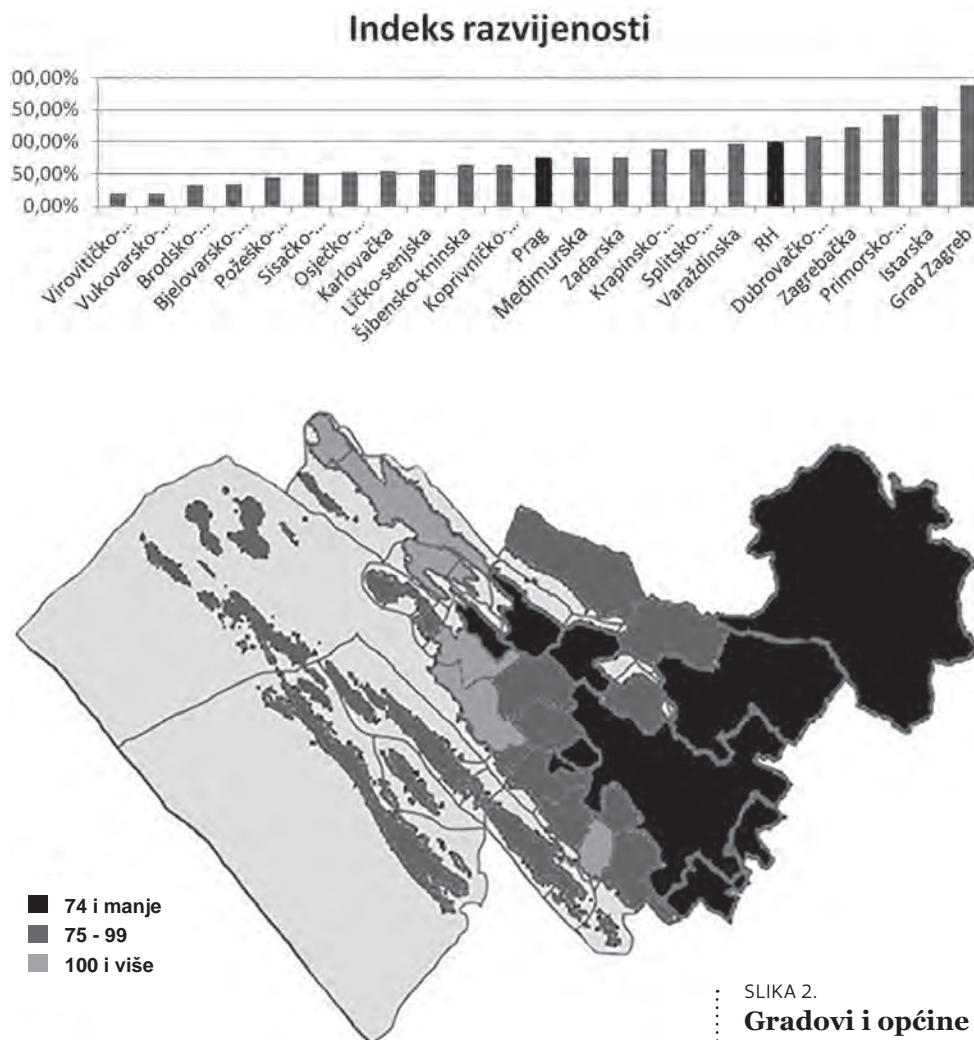 Indeks razvijenosti
00,00%
50,00%
00,00%
50,00%
0,00%
Virovitičko-...
Vukovarsko-...
Brodsko-...
Bjelovarsko-...
Požeško-...
Sisačko-...
Osječko-...
Karlovačka
Ličko-senjska
Šibensko-kninska
Koprivničko-...
Prag
Međimurska
Zadarska
Krapinsko-...
Splitsko-...
Varaždinska
RH
Dubrovačko-...
Zagrebačka
Primorsko-...
Istarska
Grad Zagreb
74 i manje
75 - 99
100 i više
SLIKA 2.
Gradovi i općine